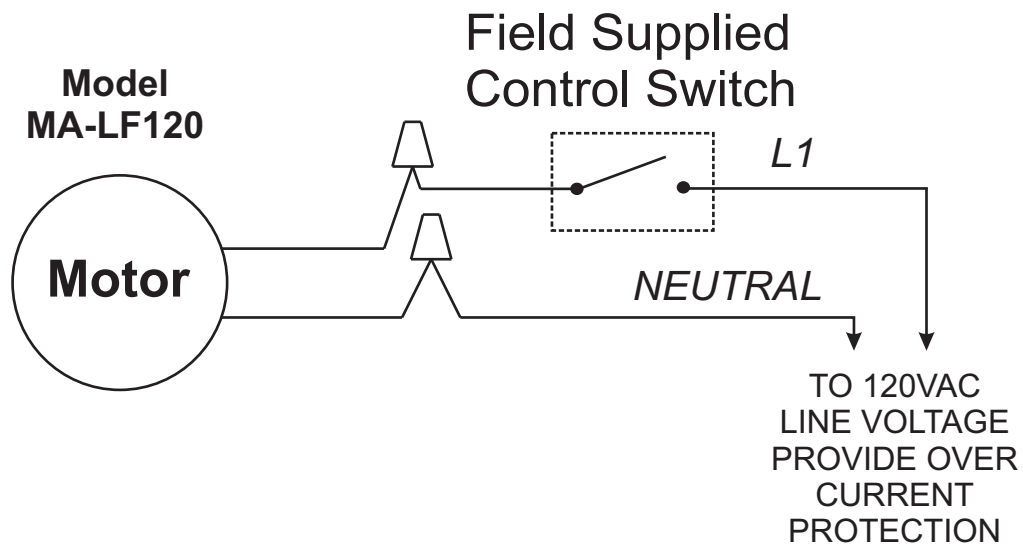 Field Supplied
Control Switch
Model
MA-LF120
L1
Motor
NEUTRAL
TO 120VAC
LINE VOLTAGE
PROVIDE OVER
CURRENT
PROTECTION